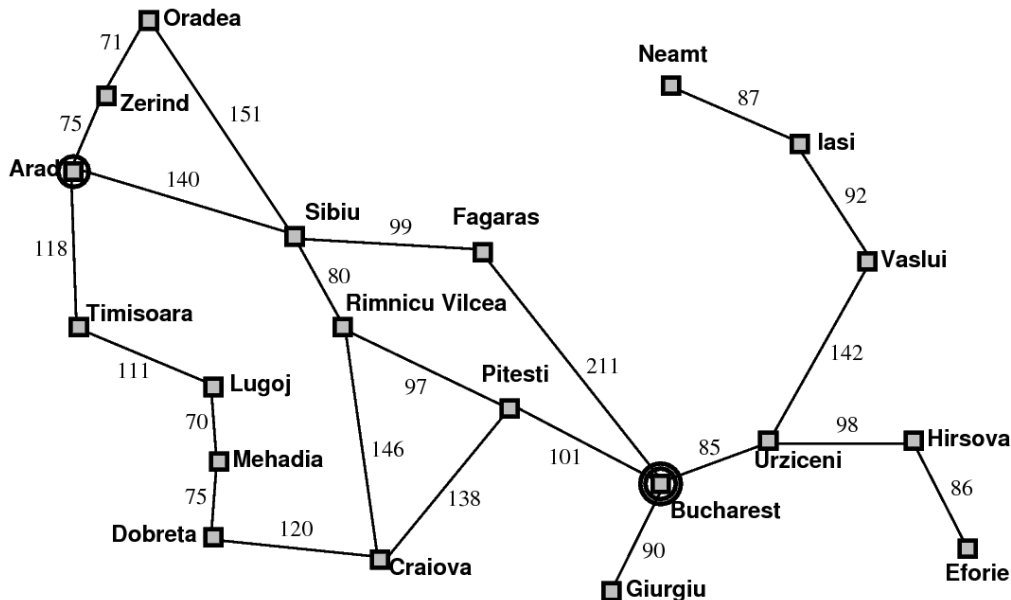 Oradea
71
Neamt
87
Zerind
151
75
Iasi
Arad
140
92
Sibiu
Fagaras
99
118
Vaslui
80
Rimnicu Vilcea
Timisoara
142
111
97
Pitesti
211
Lugoj
70
98
Hirsova
146
85
Urziceni
101
Mehadia
86
75
138
Bucharest
Dobreta
120
90
Craiova
Eforie
Giurgiu